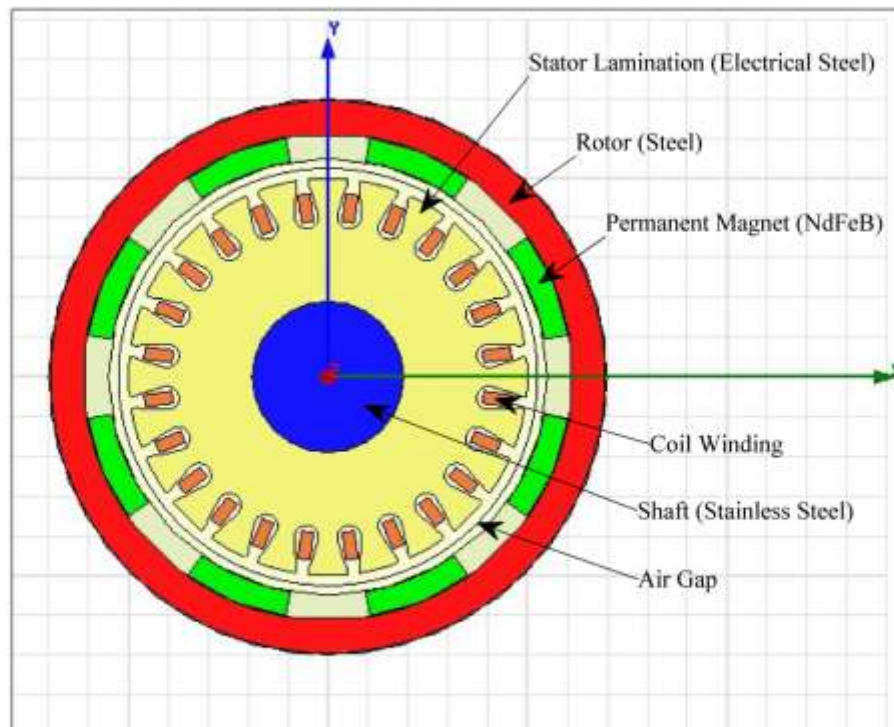 Y
Stator Lamination (Electrical Steel)
Rotor (Steel)
Permanent Magnet (NdFeB)
Coil Winding
Shaft (Stainless Steel)
Air Gap